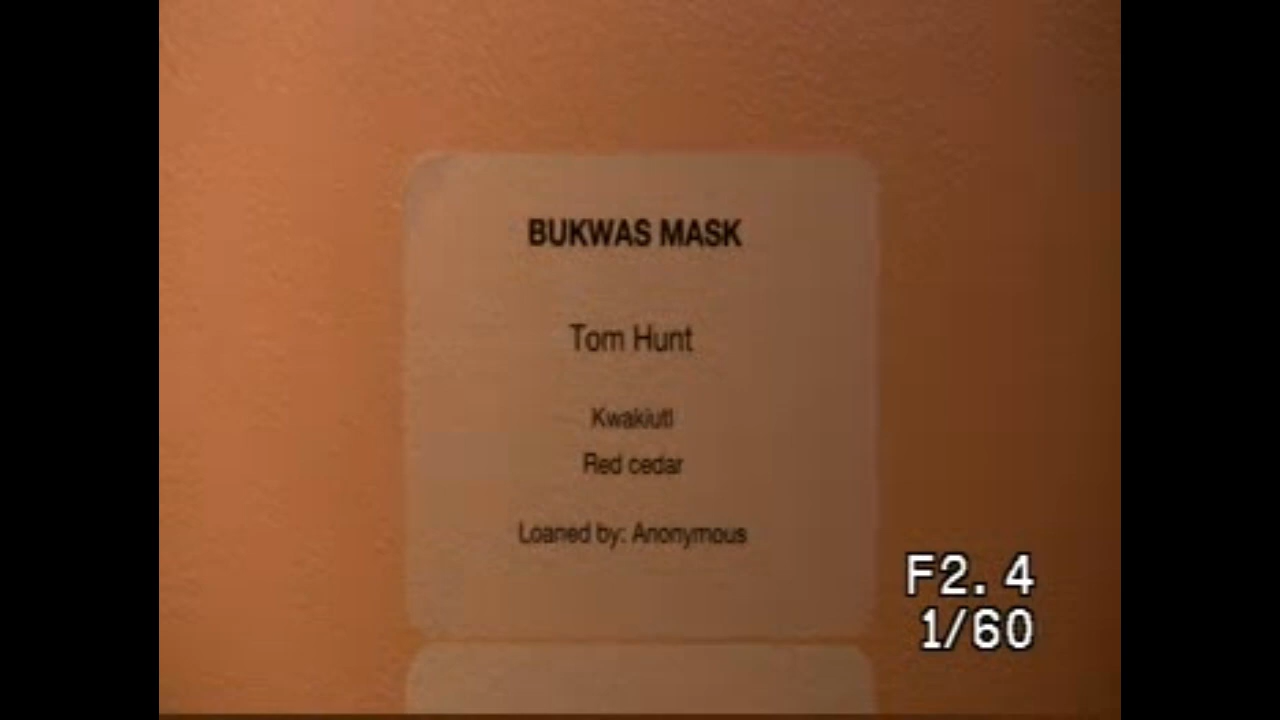 BUKWAS MASK
Tom Hunt
Kwakiutl
Red cedar
Loaned by: Anonymous
F2.4
1/60